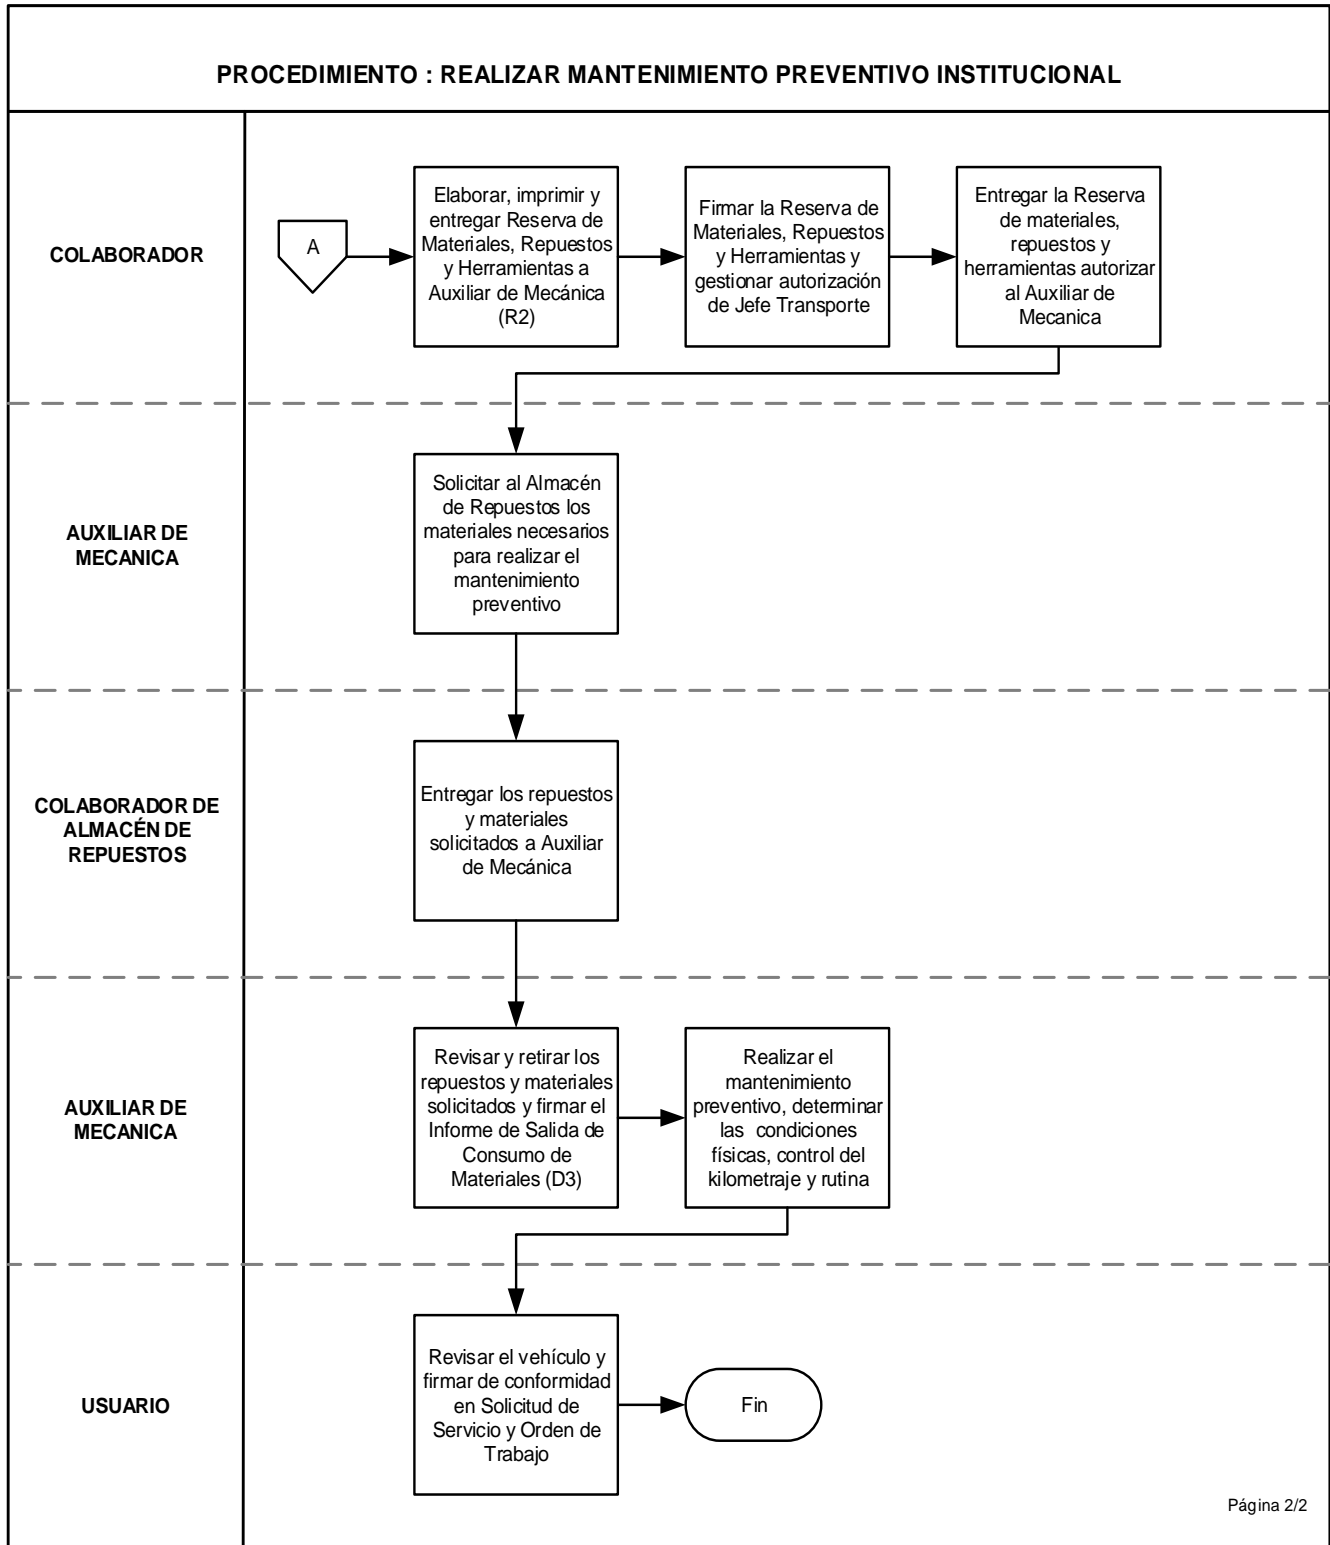 PROCEDIMIENTO : REALIZAR MANTENIMIENTO PREVENTIVO INSTITUCIONAL
COLABORADOR
A
Elaborar, imprimir y
entregar Reserva de
Materiales, Repuestos
y Herramientas a
Auxiliar de Mecánica
(R2)
Firmar la Reserva de
Materiales, Repuestos
y Herramientas y
gestionar autorización
de Jefe Transporte
Entregar la Reserva
de materiales,
repuestos y
herramientas autorizar
al Auxiliar de
Mecanica
AUXILIAR DE
MECANICA
Solicitar al Almacén
de Repuestos los
materiales necesarios
para realizar el
mantenimiento
preventivo
COLABORADOR DE
ALMACÉN DE
REPUESTOS
Entregar los repuestos
y materiales
solicitados a Auxiliar
de Mecánica
AUXILIAR DE
MECANICA
Revisar y retirar los
repuestos y materiales
solicitados y firmar el
Informe de Salida de
Consumo de
Materiales (D3)
Realizar el
mantenimiento
preventivo, determinar
las condiciones
físicas, control del
kilometraje y rutina
USUARIO
Revisar el vehículo y
firmar de conformidad
en Solicitud de
Servicio y Orden de
Trabajo
Fin
Página 2/2